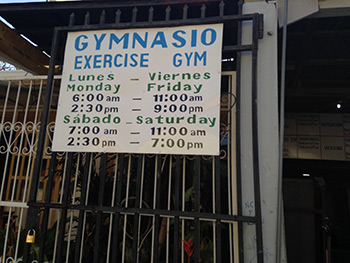 GYMNASIO
EXERCISE GYM
Lunes - Viernes
Monday Friday
6:00 am - 11:00 am
2:30 pm - 9:00 pm
Sábado - Saturday
7:00 am - 11:00 am
2:30 pm - 7:00 pm